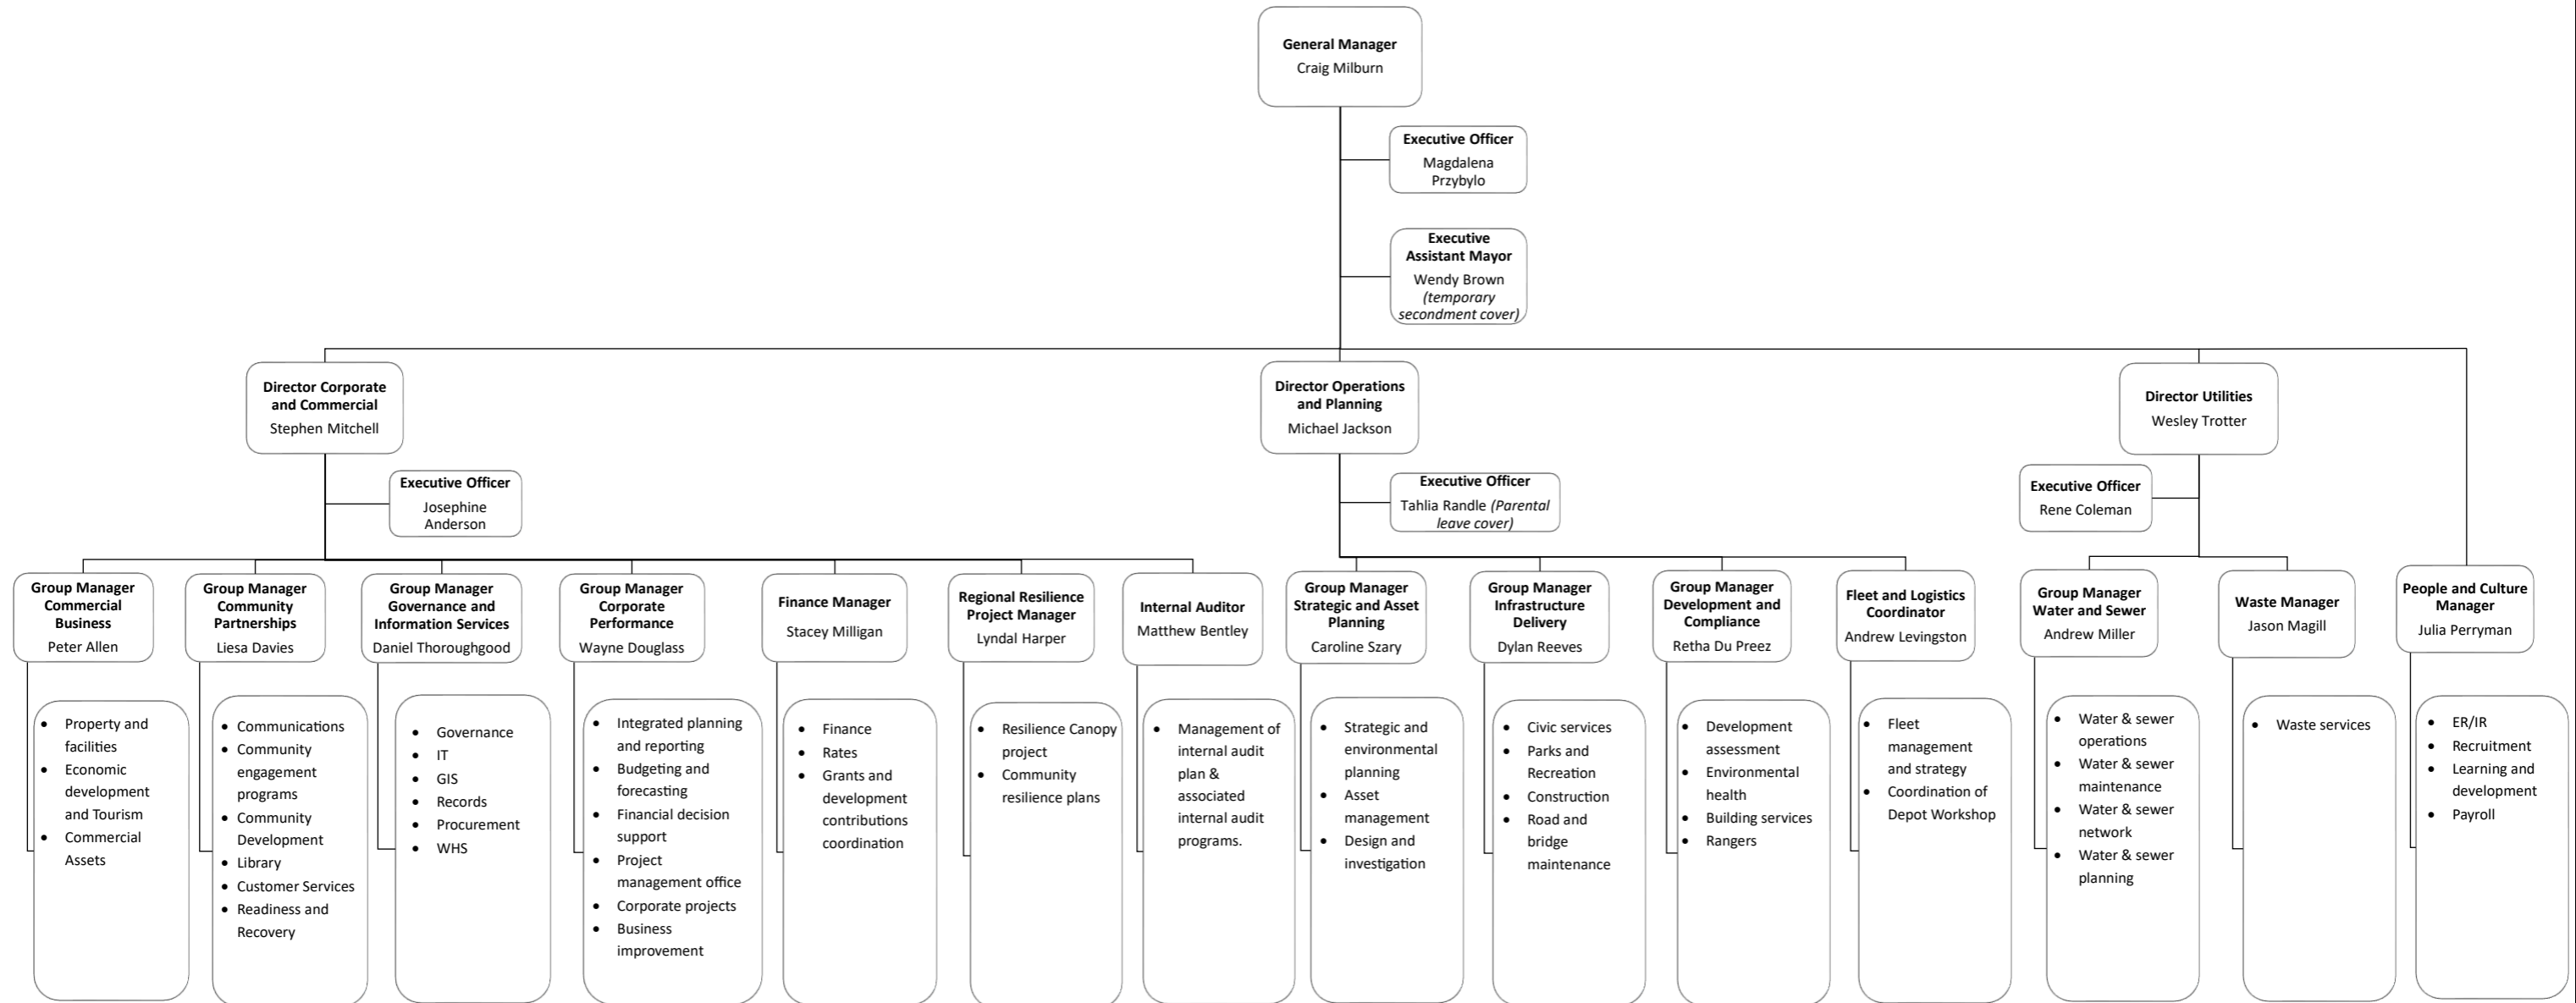 General Manager
Craig Milburn
Executive Officer
Magdalena
Przybylo
Executive
Assistant Mayor
Wendy Brown
(temporary
secondment cover)
Director Corporate
and Commercial
Stephen Mitchell
Director Operations
and Planning
Michael Jackson
Director Utilities
Wesley Trotter
Executive Officer
Josephine
Anderson
Executive Officer
Tahlia Randle (Parental
leave cover)
Executive Officer
Rene Coleman
Group Manager
Commercial
Business
Peter Allen
Group Manager
Community
Partnerships
Liesa Davies
Group Manager
Governance and
Information Services
Daniel Thoroughgood
Group Manager
Corporate
Performance
Wayne Douglass
Finance Manager
Stacey Milligan
Regional Resilience
Project Manager
Lyndal Harper
Internal Auditor
Matthew Bentley
Group Manager
Strategic and Asset
Planning
Caroline Szary
Group Manager
Infrastructure
Delivery
Dylan Reeves
Group Manager
Development and
Compliance
Retha Du Preez
Fleet and Logistics
Coordinator
Andrew Levingston
Group Manager
Water and Sewer
Andrew Miller
Waste Manager
Jason Magill
People and Culture
Manager
Julia Perryman
• Property and
facilities
• Economic
development
and Tourism
• Commercial
Assets
• Communications
• Community
engagement
programs
• Community
Development
• Library
• Customer Services
• Readiness and
Recovery
• Governance
• IT
• GIS
• Records
• Procurement
• WHS
• Integrated planning
and reporting
• Budgeting and
forecasting
• Financial decision
support
• Project
management office
• Corporate projects
• Business
improvement
• Finance
• Rates
• Grants and
development
contributions
coordination
• Resilience Canopy
project
• Community
resilience plans
• Management of
internal audit
plan &
associated
internal audit
programs.
• Strategic and
environmental
planning
• Asset
management
• Design and
investigation
• Civic services
• Parks and
Recreation
• Construction
• Road and
bridge
maintenance
• Development
assessment
• Environmental
health
• Building services
• Rangers
• Fleet
management
and strategy
• Coordination of
Depot Workshop
• Water & sewer
operations
• Water & sewer
maintenance
• Water & sewer
network
• Water & sewer
planning
• Waste services
• ER/IR
• Recruitment
• Learning and
development
• Payroll